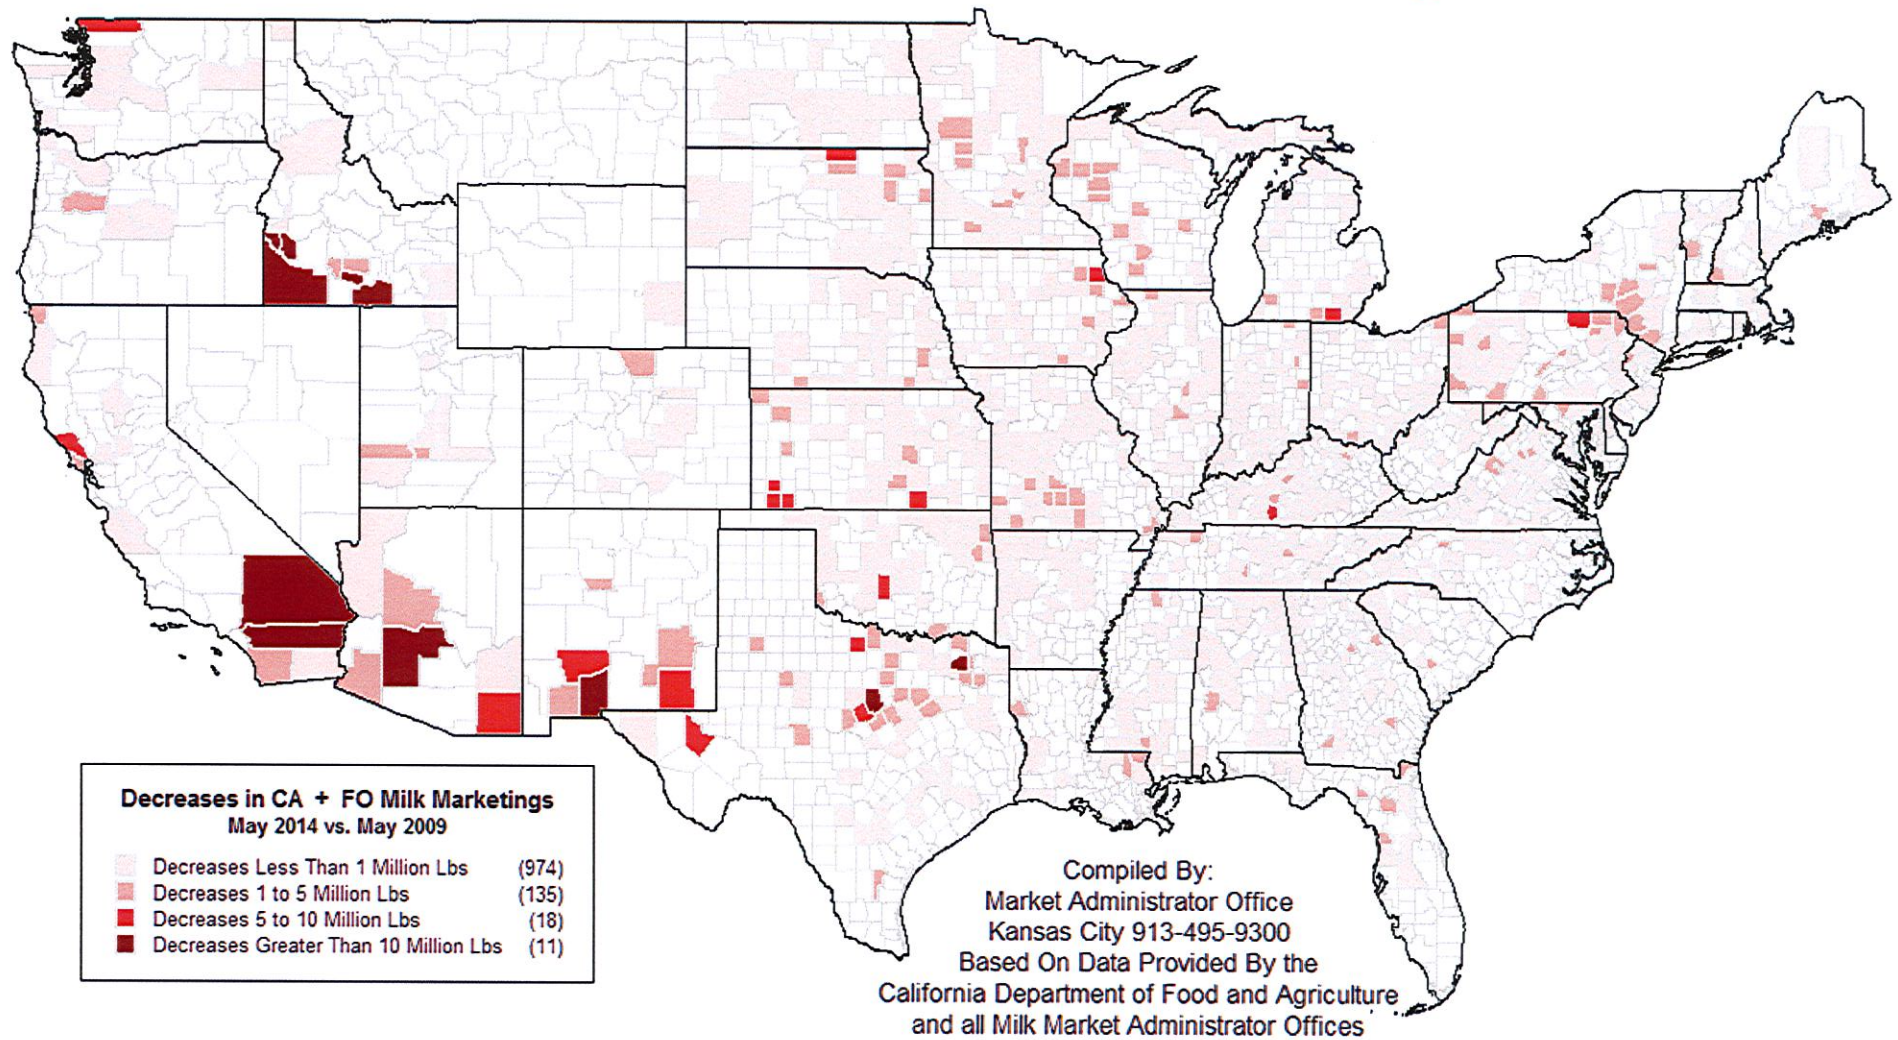 Decreases in CA + FO Milk Marketings
May 2014 vs. May 2009
Decreases Less Than 1 Million Lbs (974)
Decreases 1 to 5 Million Lbs (135)
Decreases 5 to 10 Million Lbs (18)
Decreases Greater Than 10 Million Lbs (11)
Compiled By:
Market Administrator Office
Kansas City 913-495-9300
Based On Data Provided By the
California Department of Food and Agriculture
and all Milk Market Administrator Offices